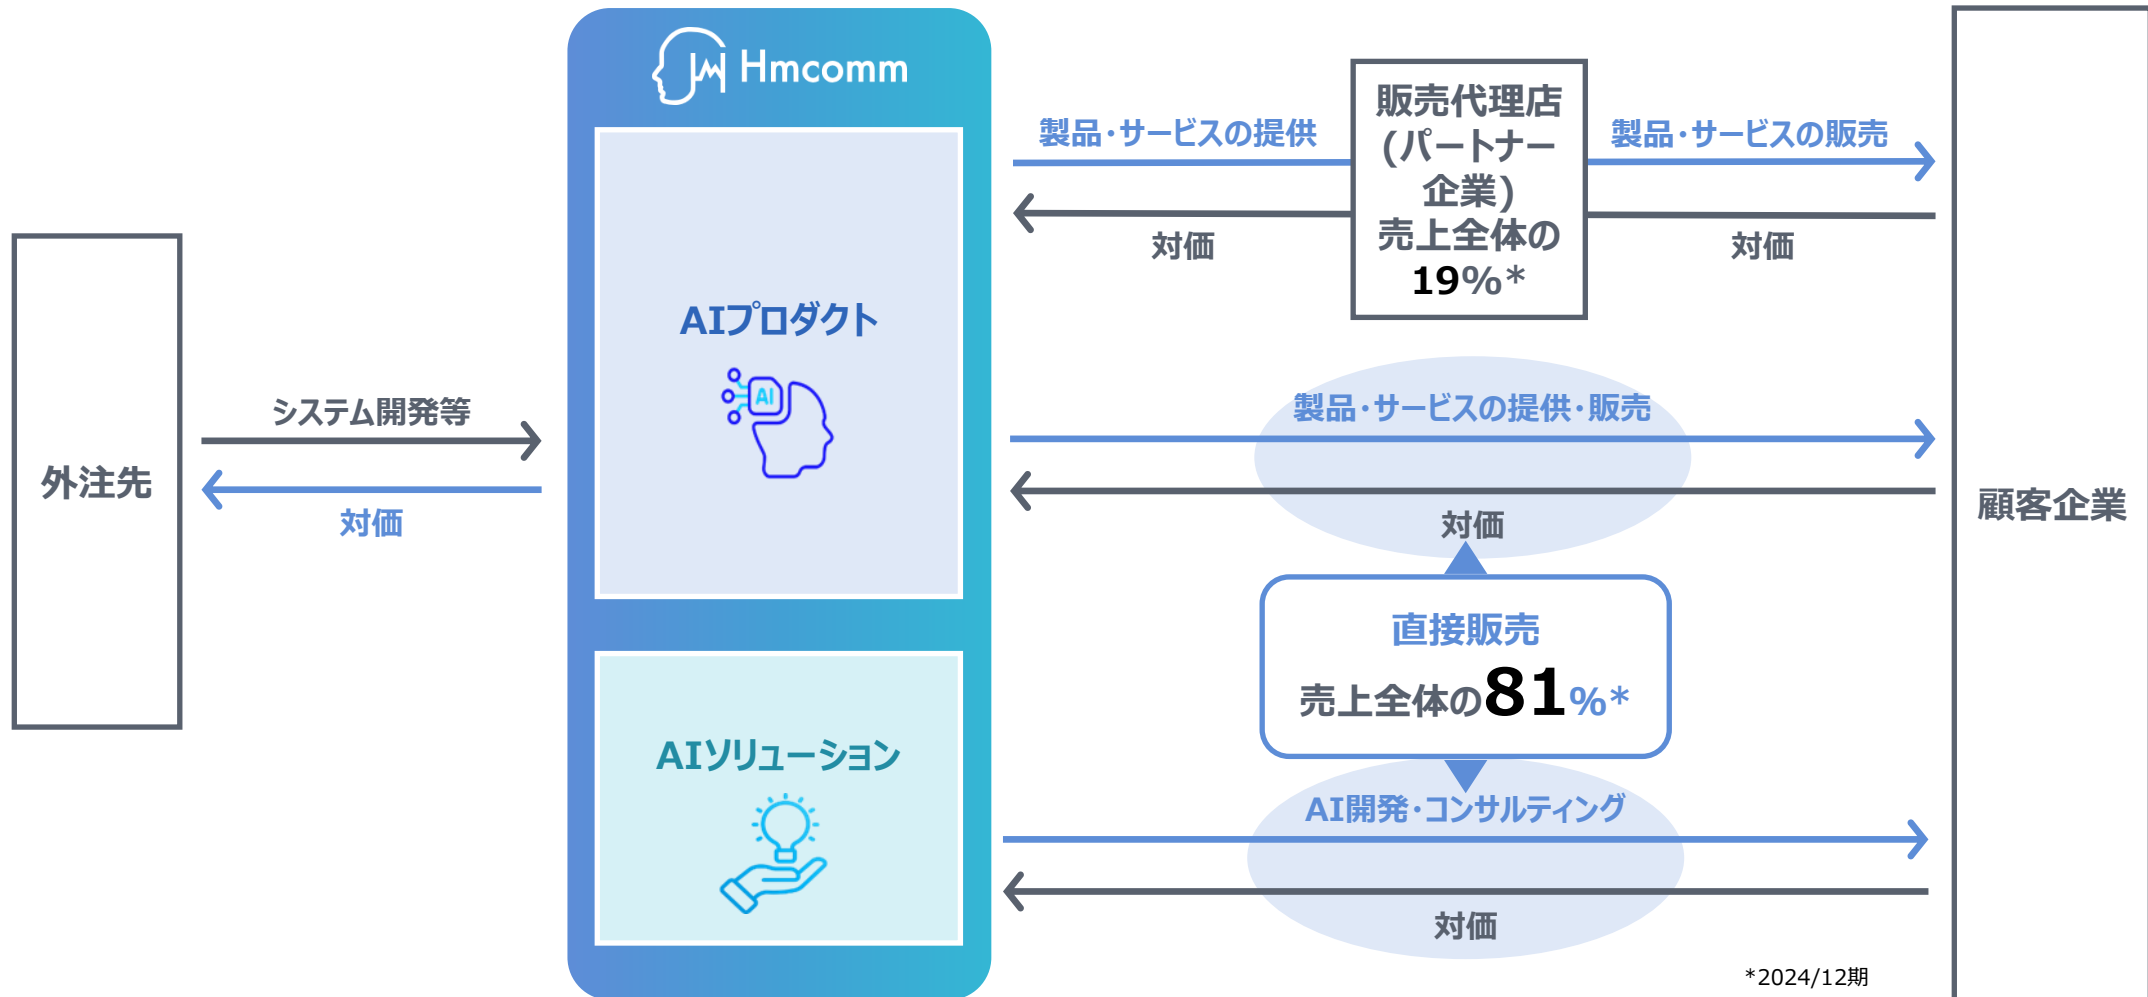 Hmcomm
外注先
システム開発等
対価
AIプロダクト
AI
AIソリューション
製品・サービスの提供
対価
販売代理店
(パートナー
企業)
売上全体の
19%*
製品・サービスの販売
対価
製品・サービスの提供・販売
対価
直接販売
売上全体の81%*
AI開発・コンサルティング
対価
顧客企業
*2024/12期